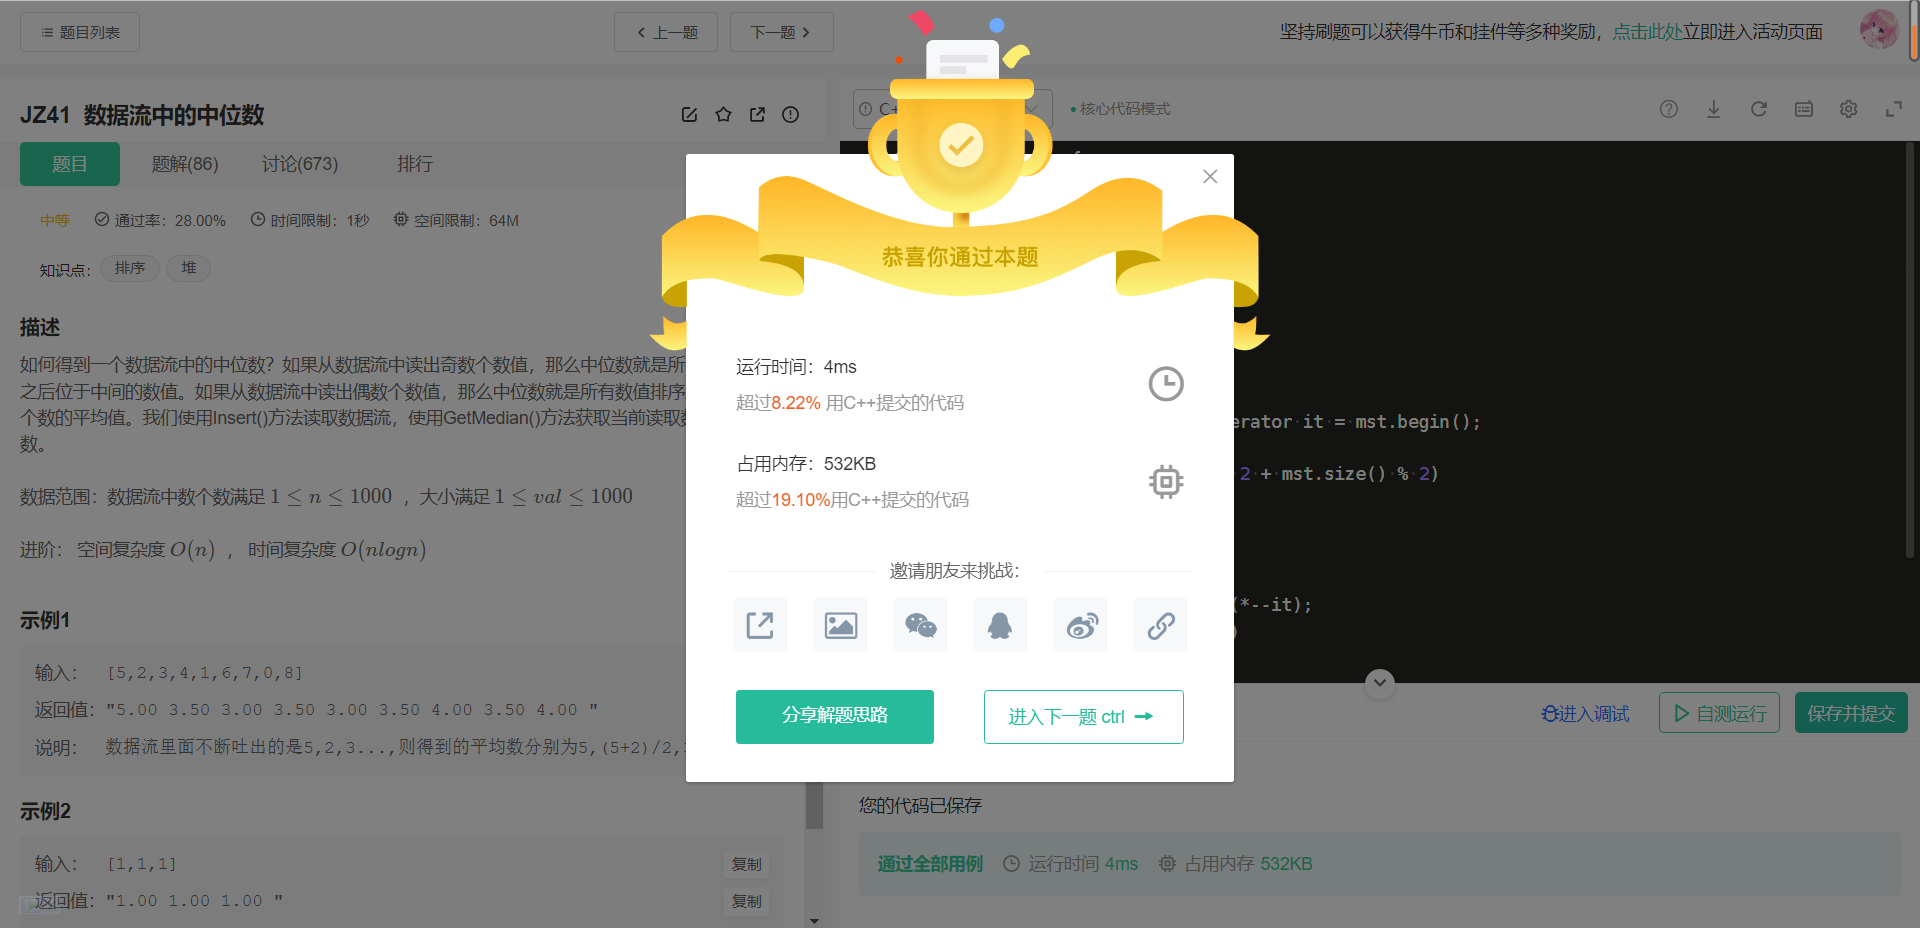 题目列表
上一题
下一题
坚持刷题可以获得牛币和挂件等多种奖励，点击此处立即进入活动页面
JZ41 数据流中的中位数
C+
核心代码模式
题目
题解(86)
讨论(673)
排行
中等
通过率：28.00%
时间限制：1秒
空间限制：64M
知识点：
排序
堆
描述
如何得到一个数据流中的中位数？如果从数据流中读出奇数个数值，那么中位数就是所
之后位于中间的数值。如果从数据流中读出偶数个数值，那么中位数就是所有数值排序
个数的平均值。我们使用Insert()方法读取数据流，使用GetMedian()方法获取当前读取
数。
数据范围：数据流中数个数满足 1 ≤ n ≤ 1000 ，大小满足 1 ≤ val ≤ 1000
进阶： 空间复杂度 O(n) ， 时间复杂度 O(nlogn)
示例1
输入： [5,2,3,4,1,6,7,0,8]
返回值："5.00 3.50 3.00 3.50 3.00 3.50 4.00 3.50 4.00 "
说明： 数据流里面不断吐出的是5,2,3...,则得到的平均数分别为5,(5+2)/2,
示例2
输入： [1,1,1]
复制
返回值："1.00 1.00 1.00 "
复制
恭喜你通过本题
运行时间：4ms
超过8.22% 用C++提交的代码
占用内存：532KB
超过19.10%用C++提交的代码
邀请朋友来挑战：
分享解题思路
进入下一题 ctrl
erator it = mst.begin();
2 + mst.size() % 2)
(*--it);
)
进入调试
自测运行
保存并提交
您的代码已保存
通过全部用例
运行时间 4ms
占用内存 532KB